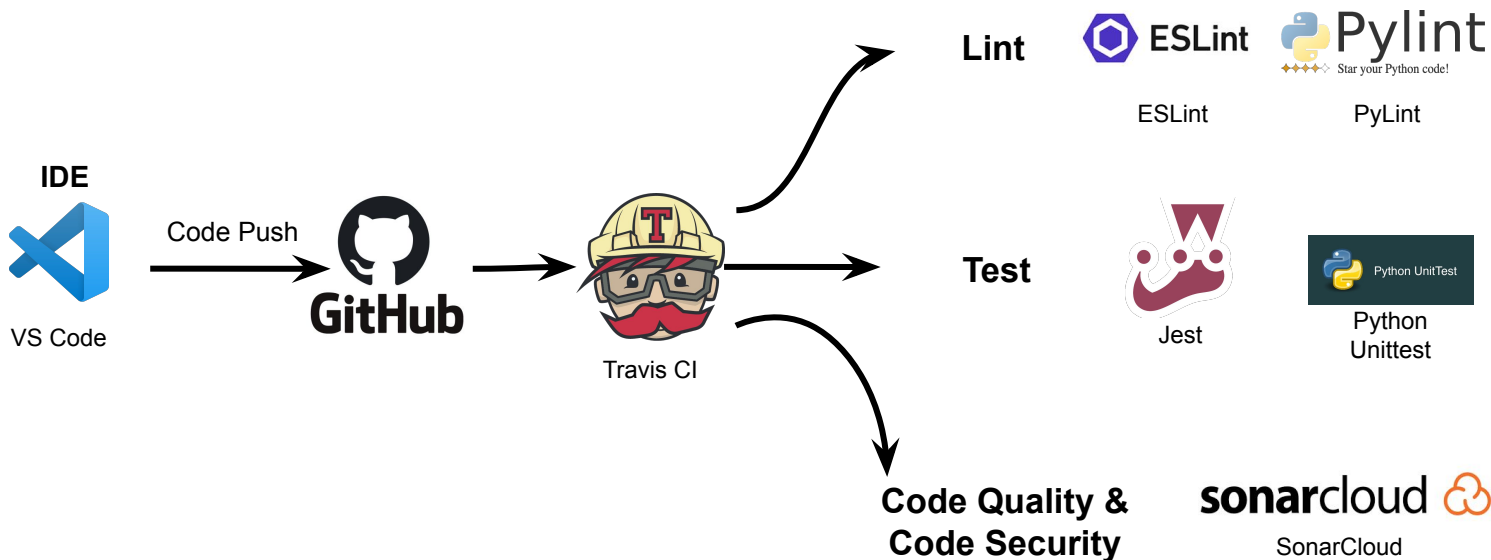 IDE
VS Code
Code Push
GitHub
T
Travis CI
Lint
ESLint
ESLint
Pylint
Star your Python code!
PyLint
Test
Jest
Python UnitTest
Python
Unittest
Code Quality &
Code Security
sonarcloud
SonarCloud